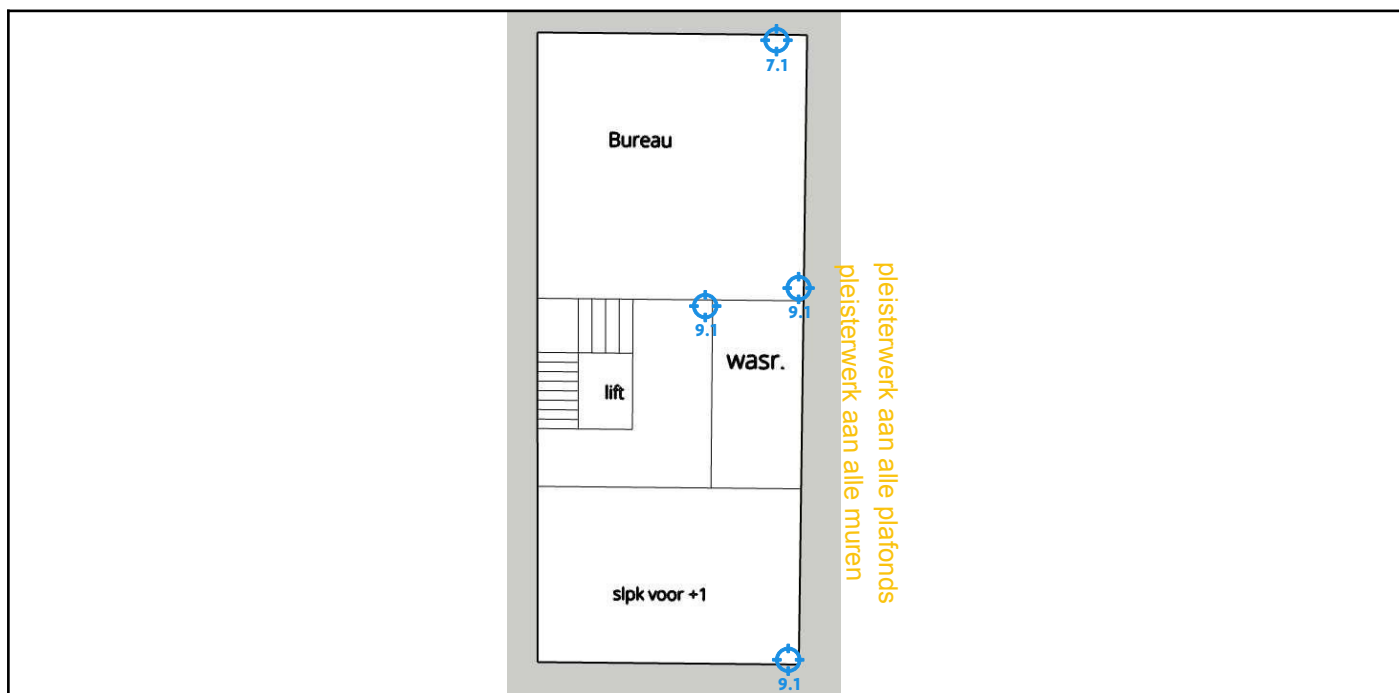 7.1
Bureau
9.1
9.1
wasr.
lift
slpk voor +1
9.1
pleisterwerk aan alle plafonds
pleisterwerk aan alle muren